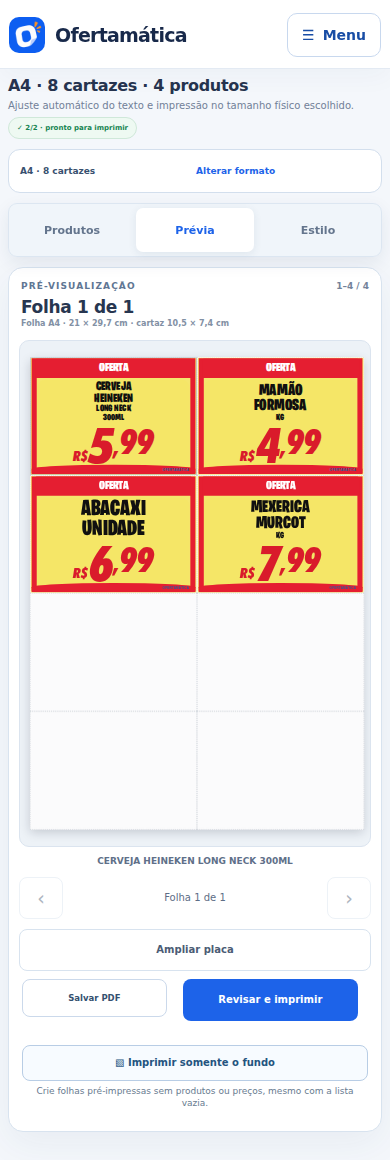 Ofertamática
☰ Menu
A4 · 8 cartazes · 4 produtos
Ajuste automático do texto e impressão no tamanho físico escolhido.
✓ 2/2 · pronto para imprimir
A4 · 8 cartazes
Alterar formato
Produtos
Prévia
Estilo
PRÉ-VISUALIZAÇÃO
1–4 / 4
Folha 1 de 1
Folha A4 · 21 × 29,7 cm · cartaz 10,5 × 7,4 cm
OFERTA
CERVEJA
HEINEKEN
LONG NECK
300ML
R$5,99
OFERTA
MAMÃO
FORMOSA
KG
R$4,99
OFERTA
ABACAXI
UNIDADE
R$6,99
OFERTA
MEXERICA
MURCOT
KG
R$7,99
CERVEJA HEINEKEN LONG NECK 300ML
‹
Folha 1 de 1
›
Ampliar placa
Salvar PDF
Revisar e imprimir
▧ Imprimir somente o fundo
Crie folhas pré-impressas sem produtos ou preços, mesmo com a lista
vazia.